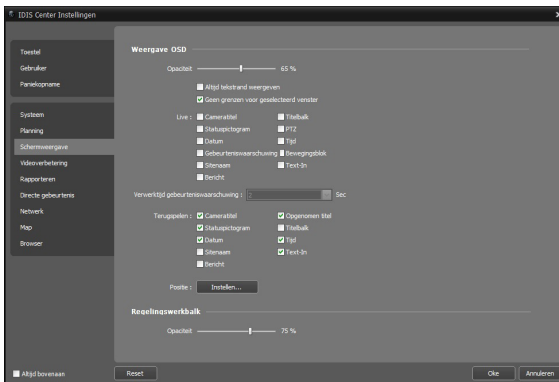 IDIS Center Instellingen
Toestel
Gebruiker
Paniekopname
Systeem
Planning
Schermweergave
Videoverbetering
Rapporteren
Directe gebeurtenis
Netwerk
Map
Browser
Weergave OSD
Opaciteit 65 %
Altijd tekstrand weergeven
Geen grenzen voor geselecteerd venster
Live : Cameratitel Titelbalk
Statuspictogram PTZ
Datum Tijd
Gebeurteniswaarschuwing Bewegingsblok
Sitenaam Text-In
Bericht
Verwerktijd gebeurteniswaarschuwing : 2 Sec
Terugspelen : Cameratitel Opgenomen titel
Statuspictogram Titelbalk
Datum Tijd
Sitenaam Text-In
Bericht
Positie : Instellen...
Regelingswerkbalk
Opaciteit 75 %
Altijd bovenaan Reset Oke Annuleren